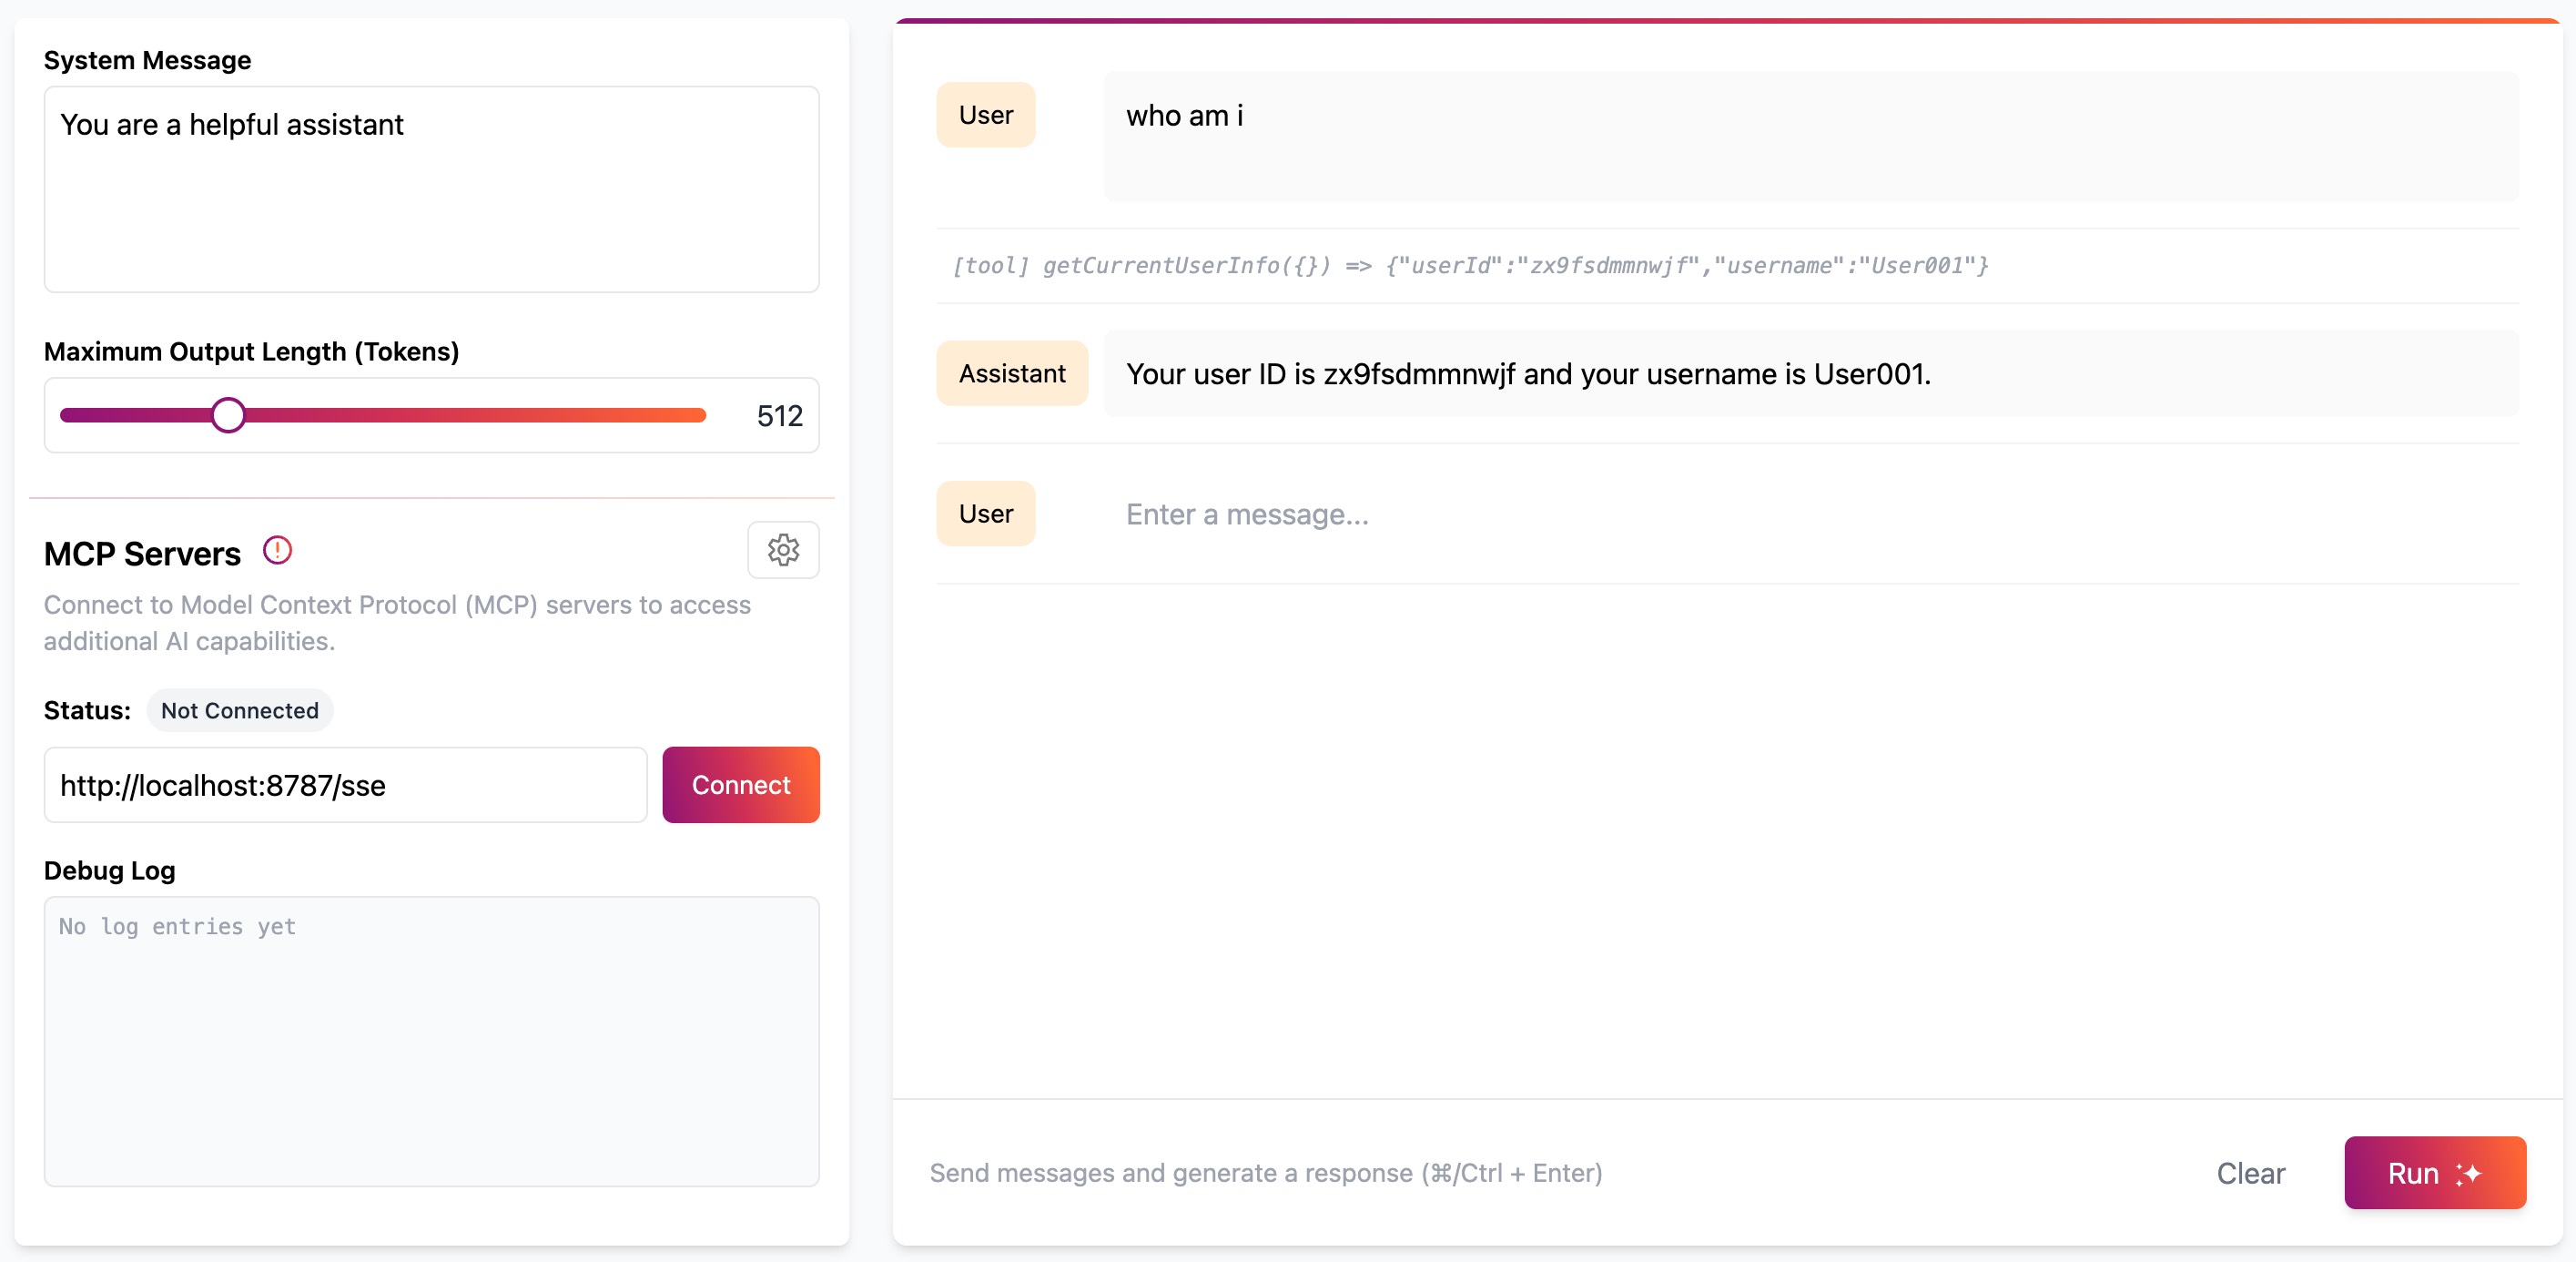 System Message
You are a helpful assistant
Maximum Output Length (Tokens)
512
MCP Servers
Connect to Model Context Protocol (MCP) servers to access
additional AI capabilities.
Status: Not Connected
http://localhost:8787/sse
Connect
Debug Log
No log entries yet
User
who am i
[tool] getCurrentUserInfo({}) => {"userId":"zx9fsdmmnwjf","username":"User001"}
Assistant
Your user ID is zx9fsdmmnwjf and your username is User001.
User
Enter a message...
Send messages and generate a response (⌘/Ctrl + Enter)
Clear
Run